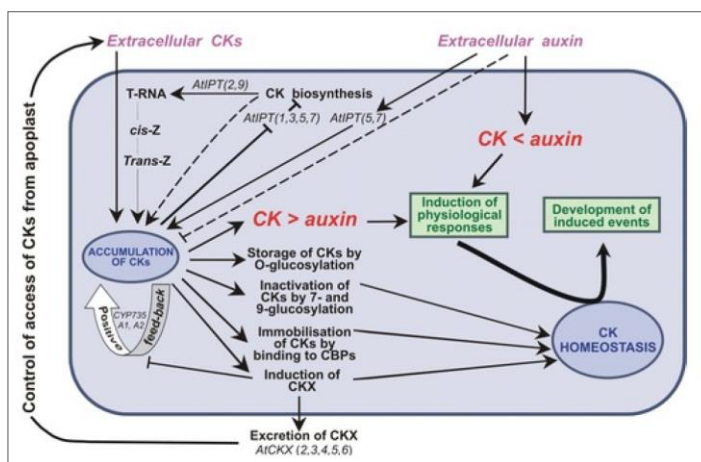 Extracellular CKs
Extracellular auxin
T-RNA
AtIPT(2,9)
CK biosynthesis
AtIPT(1,3,5,7)
AtIPT(5,7)
cis-Z
Trans-Z
CK < auxin
CK > auxin
Induction of
physiological
responses
Development of
induced events
ACCUMULATION
OF CKs
Storage of CKs by
O-glucosylation
Inactivation of
CKs by 7- and
9-glucosylation
Immobilisation
of CKs by
binding to CBPs
Induction of
CKX
Positive
feed-back
CYP735
A1, A2
CK
HOMEOSTASIS
Excretion of CKX
AtCKX (2,3,4,5,6)
Control of access of CKs from apoplast